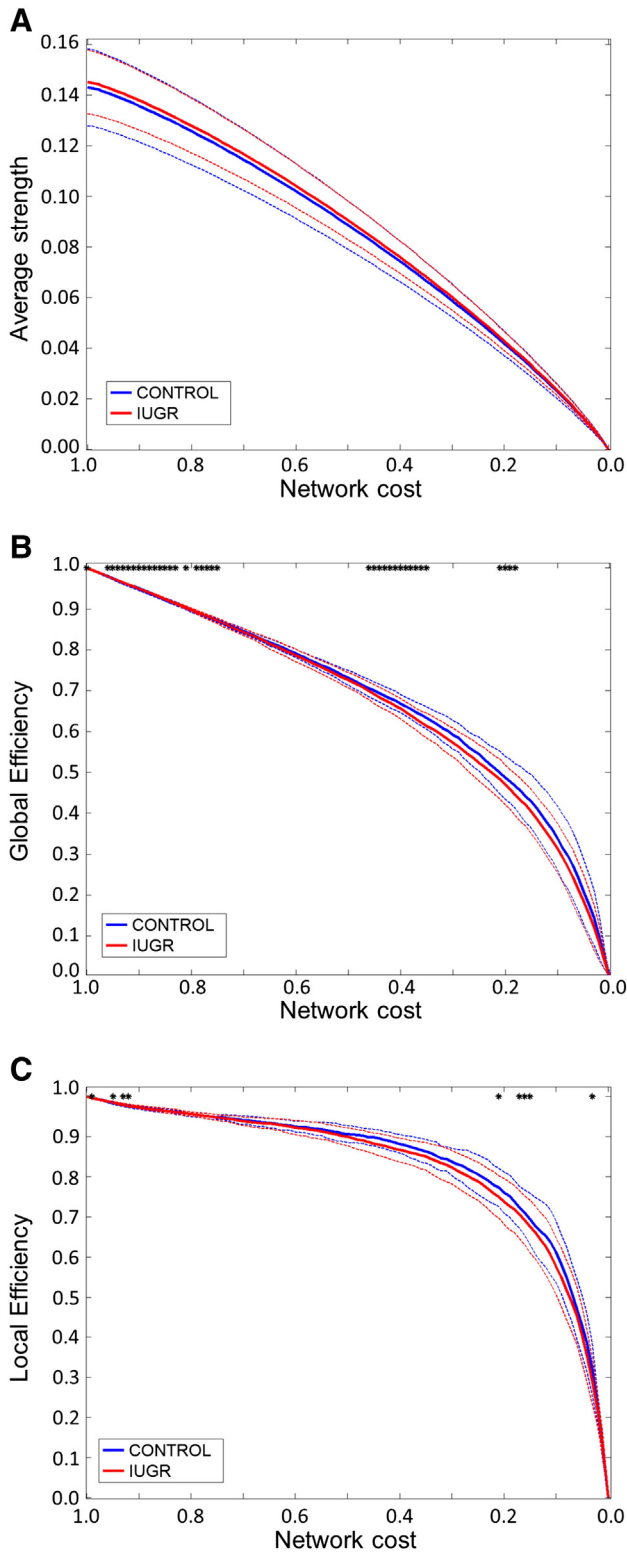 A
0.16
0.14
0.12
0.10
0.08
0.06
0.04
0.02
0.00
Average strength
CONTROL
IUGR
1.0 0.8 0.6 0.4 0.2 0.0
Network cost
B
1.0
0.9
0.8
0.7
0.6
0.5
0.4
0.3
0.2
0.1
0.0
Global Efficiency
CONTROL
IUGR
1.0 0.8 0.6 0.4 0.2 0.0
Network cost
C
1.0
0.9
0.8
0.7
0.6
0.5
0.4
0.3
0.2
0.1
0.0
Local Efficiency
CONTROL
IUGR
1.0 0.8 0.6 0.4 0.2 0.0
Network cost